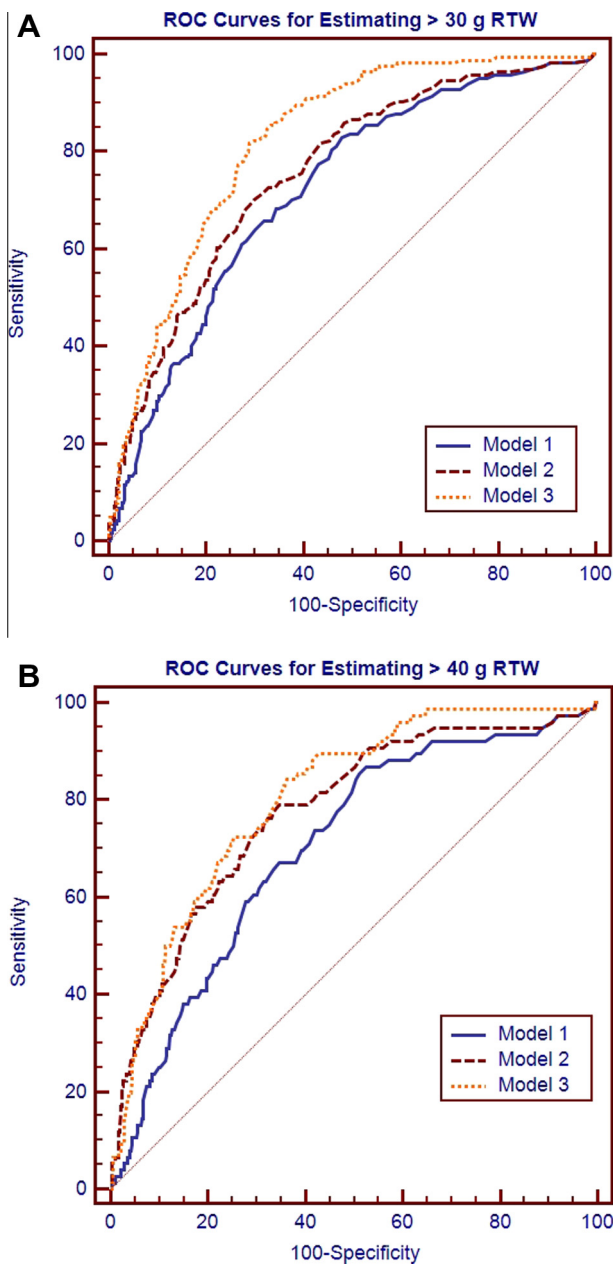 A
ROC Curves for Estimating > 30 g RTW
100
80
60
40
20
0
Sensitivity
0 20 40 60 80 100
100-Specificity
Model 1
Model 2
Model 3
B
ROC Curves for Estimating > 40 g RTW
100
80
60
40
20
0
Sensitivity
0 20 40 60 80 100
100-Specificity
Model 1
Model 2
Model 3